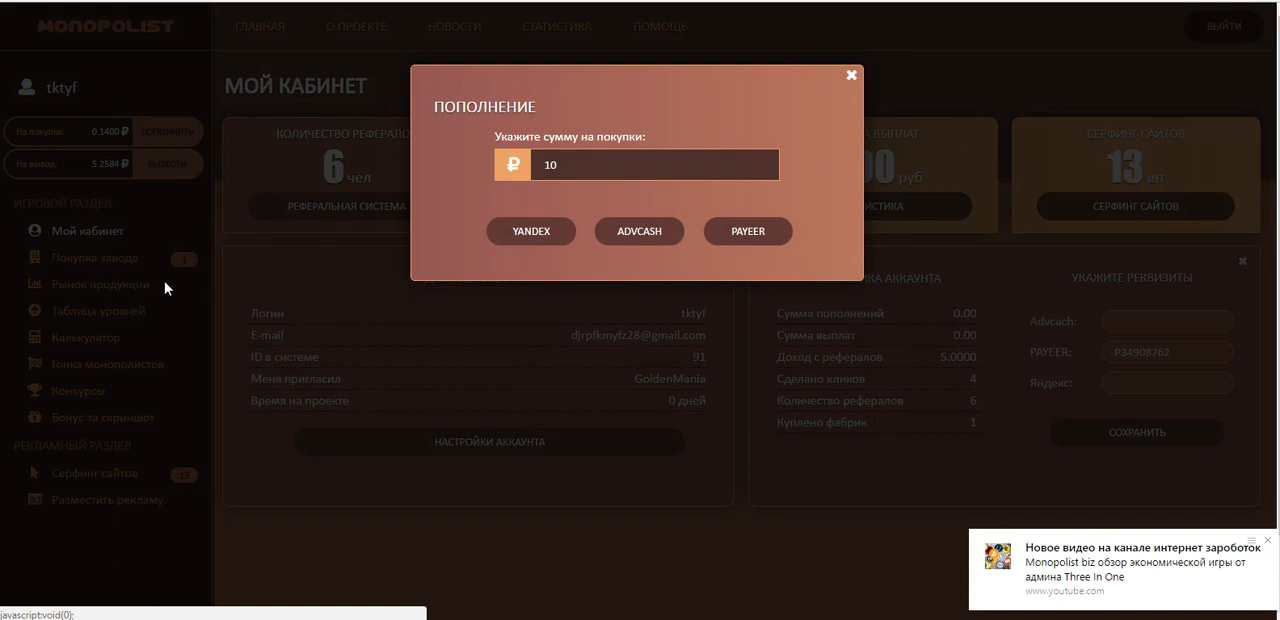 MONOPOLIST
ГЛАВНАЯ
О ПРОЕКТЕ
НОВОСТИ
СТАТИСТИКА
ПОМОЩЬ
ВЫЙТИ
tktyf
На покупки: 0.1400 ₽ ПОПОЛНИТЬ
На вывод: 5.2584 ₽ ВЫВЕСТИ
ИГРОВОЙ РАЗДЕЛ
Мой кабинет
Покупка завода
Рынок продукции
Таблица уровней
Калькулятор
Гонка монополистов
Конкурсы
Бонус за скриншот
РЕКЛАМНЫЙ РАЗДЕЛ
Серфинг сайтов 13
Разместить рекламу
МОЙ КАБИНЕТ
КОЛИЧЕСТВО РЕФЕРАЛО
6 чел
РЕФЕРАЛЬНАЯ СИСТЕМА
ПОПОЛНЕНИЕ
Укажите сумму на покупки:
₽ 10
YANDEX
ADVCASH
PAYEER
А ВЫПЛАТ
00 руб
ИСТИКА
СЕРФИНГ САЙТОВ
13 шт
СЕРФИНГ САЙТОВ
Логин tktyf
E-mail djrpfkmyfz28@gmail.com
ID в системе 91
Меня пригласил GoldenMania
Время на проекте 0 дней
НАСТРОЙКИ АККАУНТА
КА АККАУНТА
Сумма пополнений 0.00
Сумма выплат 0.00
Доход с рефералов 5.0000
Сделано кликов 4
Количество рефералов 6
Куплено фабрик 1
УКАЖИТЕ РЕКВИЗИТЫ
Advcach:
PAYEER: P34908762
Яндекс:
СОХРАНИТЬ
Новое видео на канале интернет зароботок
Monopolist biz обзор экономической игры от
админа Three In One
www.youtube.com
javascript:void(0);